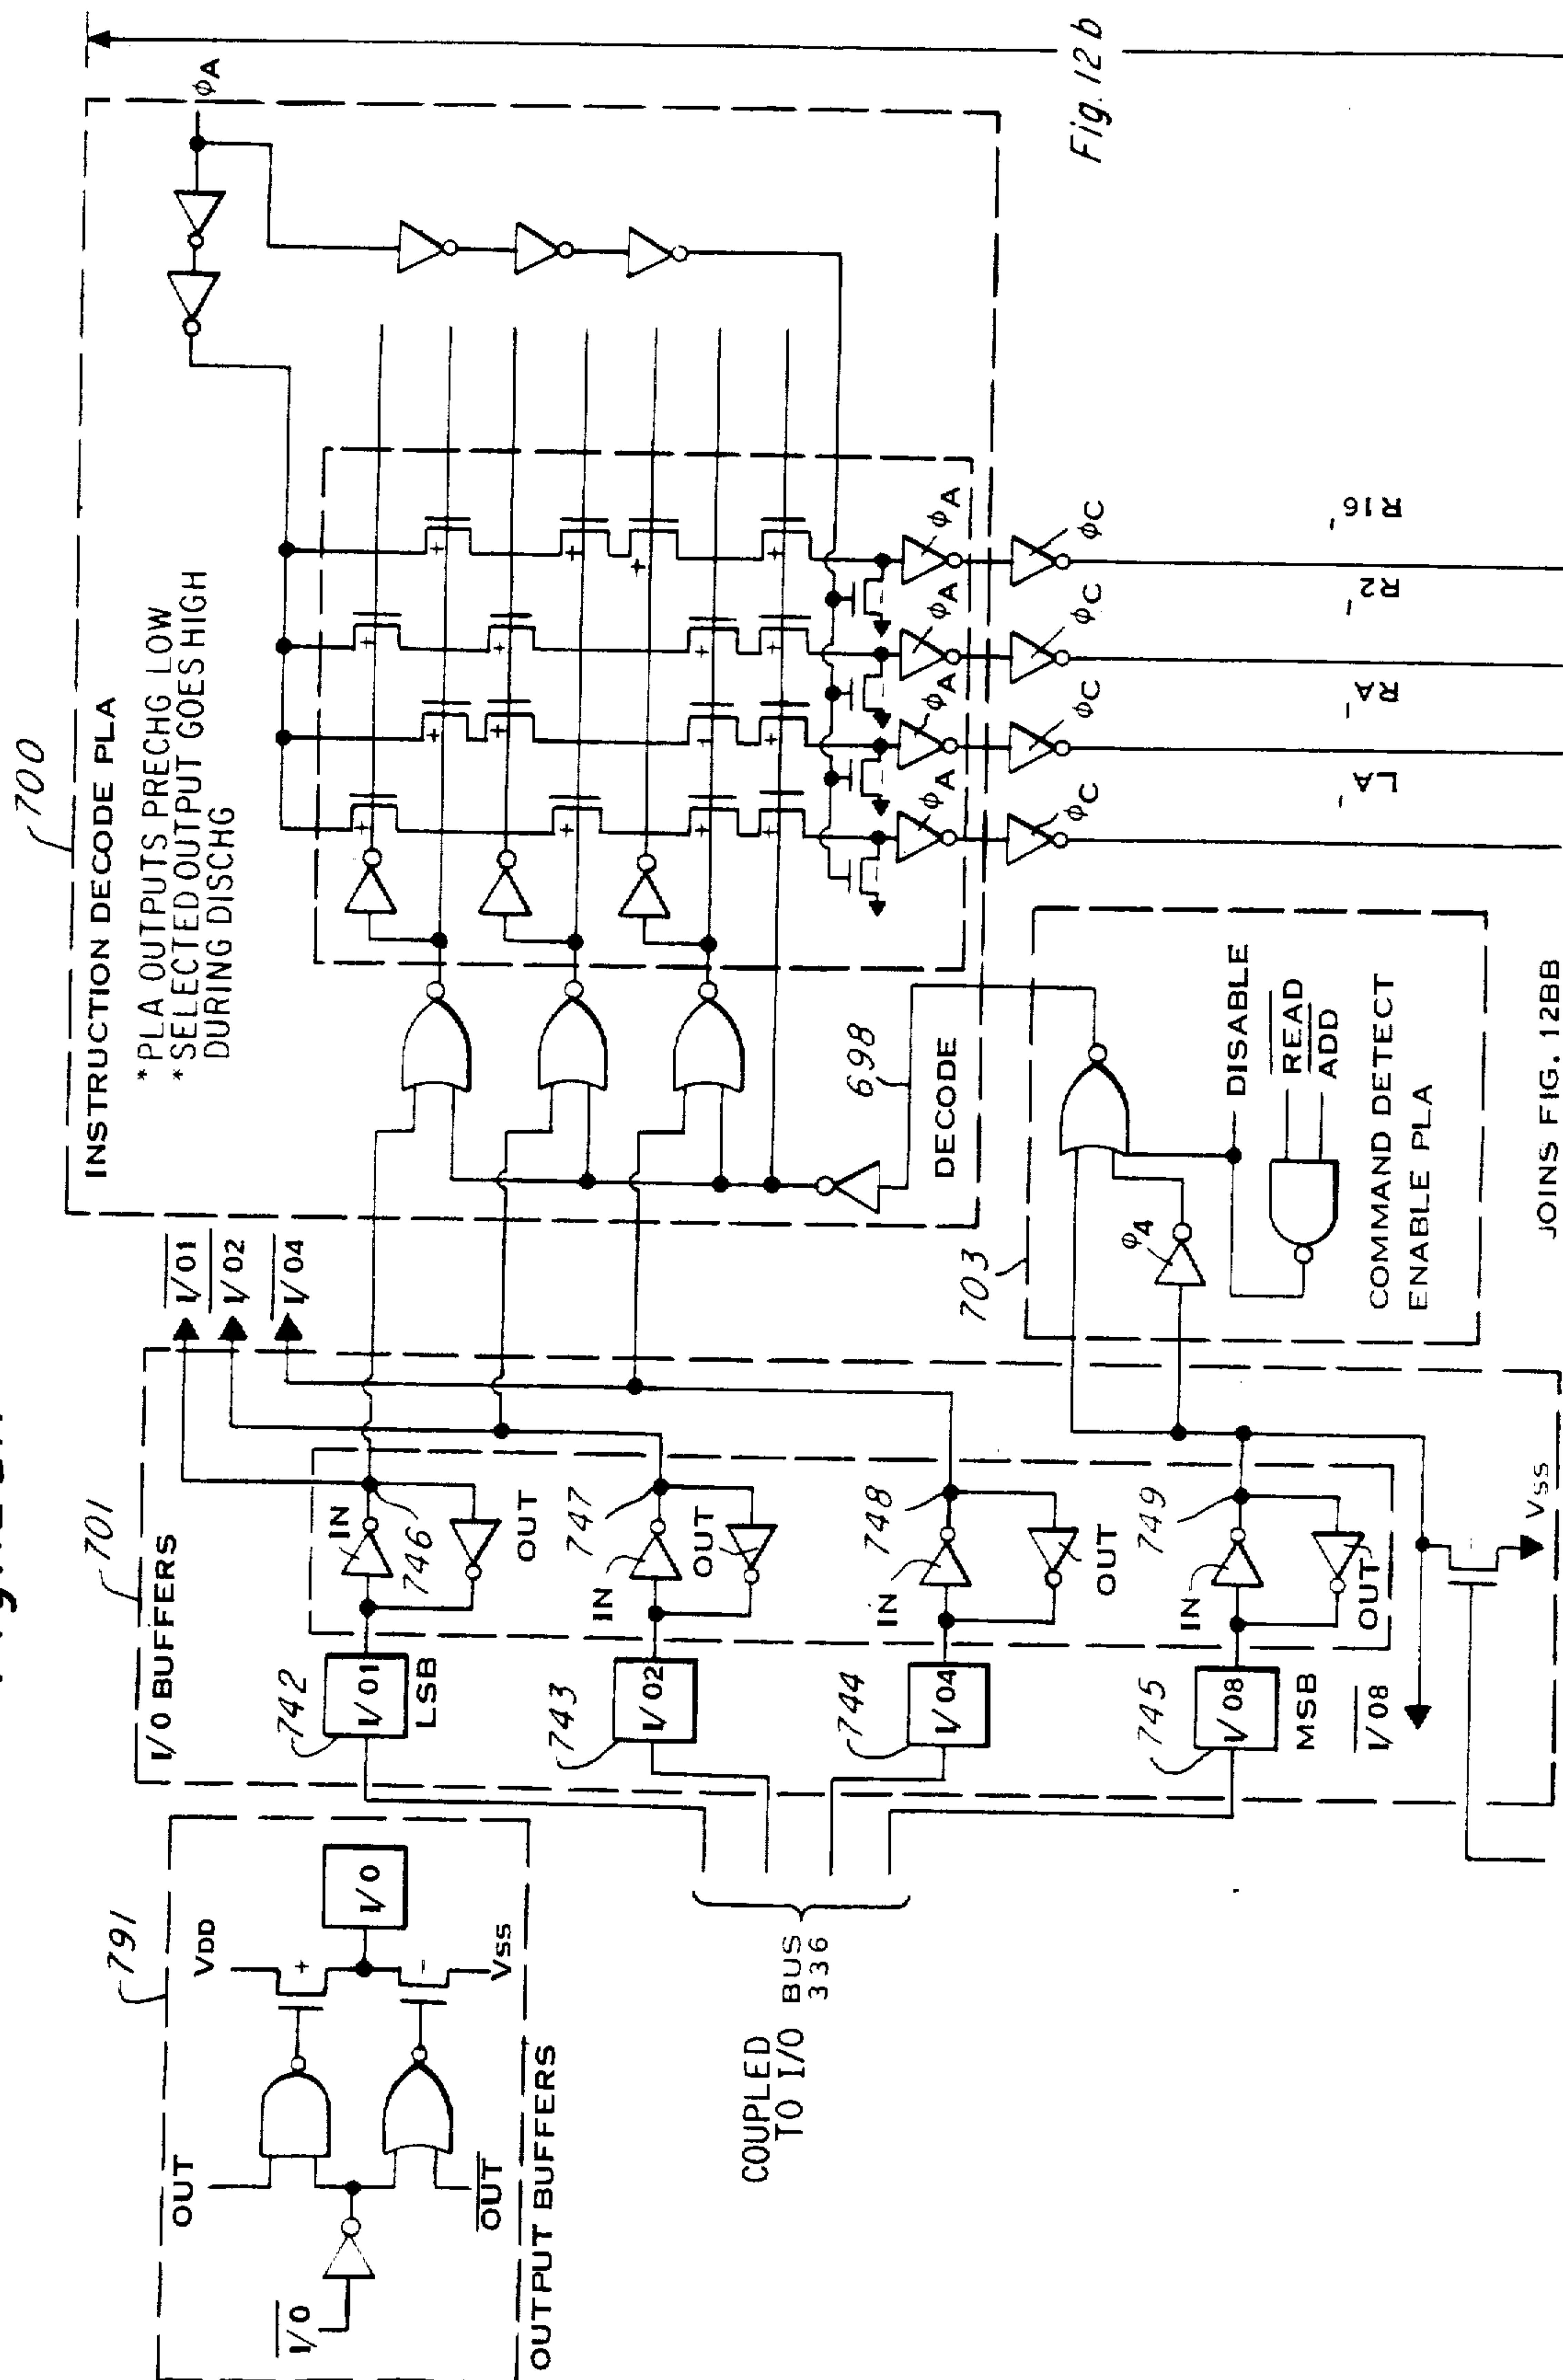 791
OUT
VDD
I/O
+
I/O
-
VSS
OUT
OUTPUT BUFFERS
COUPLED
TO I/O BUS
336
701
I/O BUFFERS
742
I/O1
LSB
IN
746
OUT
743
I/O2
IN
747
OUT
744
I/O4
IN
748
OUT
745
I/O8
MSB
IN
749
OUT
I/O8
VSS
I/O1
I/O2
I/O4
700
INSTRUCTION DECODE PLA
*PLA OUTPUTS PRECHG LOW
*SELECTED OUTPUT GOES HIGH
DURING DISCHG
ϕA
DECODE
698
ϕA
ϕA
ϕA
ϕA
ϕC
ϕC
ϕC
ϕC
LA'
RA'
R2'
R16'
703
ϕ4
DISABLE
READ
ADD
COMMAND DETECT
ENABLE PLA
JOINS FIG. 12BB
Fig. 12b